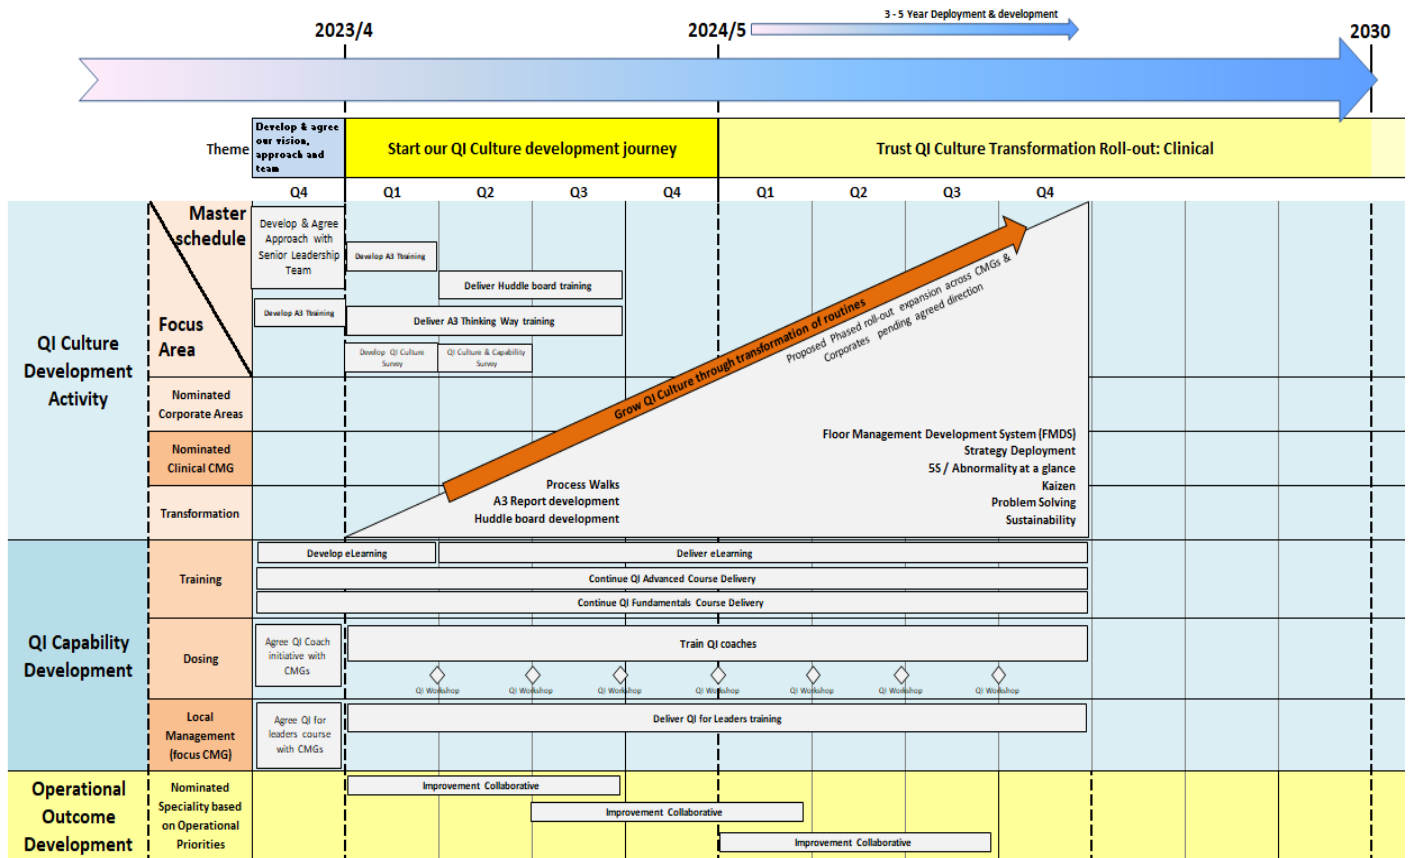 3 - 5 Year Deployment & development
2023/4
2024/5
2030
Theme
Develop & agree
our vision,
approach and
team
Start our QI Culture development journey
Trust QI Culture Transformation Roll-out: Clinical
Q4
Q1
Q2
Q3
Q4
Q1
Q2
Q3
Q4
QI Culture
Development
Activity
Master
schedule
Focus
Area
Develop & Agree
Approach with
Senior Leadership
Team
Develop A3 Ttraining
Develop A3 Ttraining
Deliver Huddle board training
Deliver A3 Thinking Way training
Develop QI Culture
Survey
QI Culture & Capability
Survey
Grow QI Culture through transformation of routines
Proposed Phased roll-out expansion across CMGs &
Corporates pending agreed direction
Nominated
Corporate Areas
Nominated
Clinical CMG
Transformation
Process Walks
A3 Report development
Huddle board development
Floor Management Development System (FMDS)
Strategy Deployment
5S / Abnormality at a glance
Kaizen
Problem Solving
Sustainability
QI Capability
Development
Training
Develop eLearning
Deliver eLearning
Continue QI Advanced Course Delivery
Continue QI Fundamentals Course Delivery
Dosing
Agree QI Coach
initiative with
CMGs
Train QI coaches
QI Workshop
QI Workshop
QI Workshop
QI Workshop
QI Workshop
QI Workshop
QI Workshop
Local
Management
(focus CMG)
Agree QI for
leaders course
with CMGs
Deliver QI for Leaders training
Operational
Outcome
Development
Nominated
Speciality based
on Operational
Priorities
Improvement Collaborative
Improvement Collaborative
Improvement Collaborative